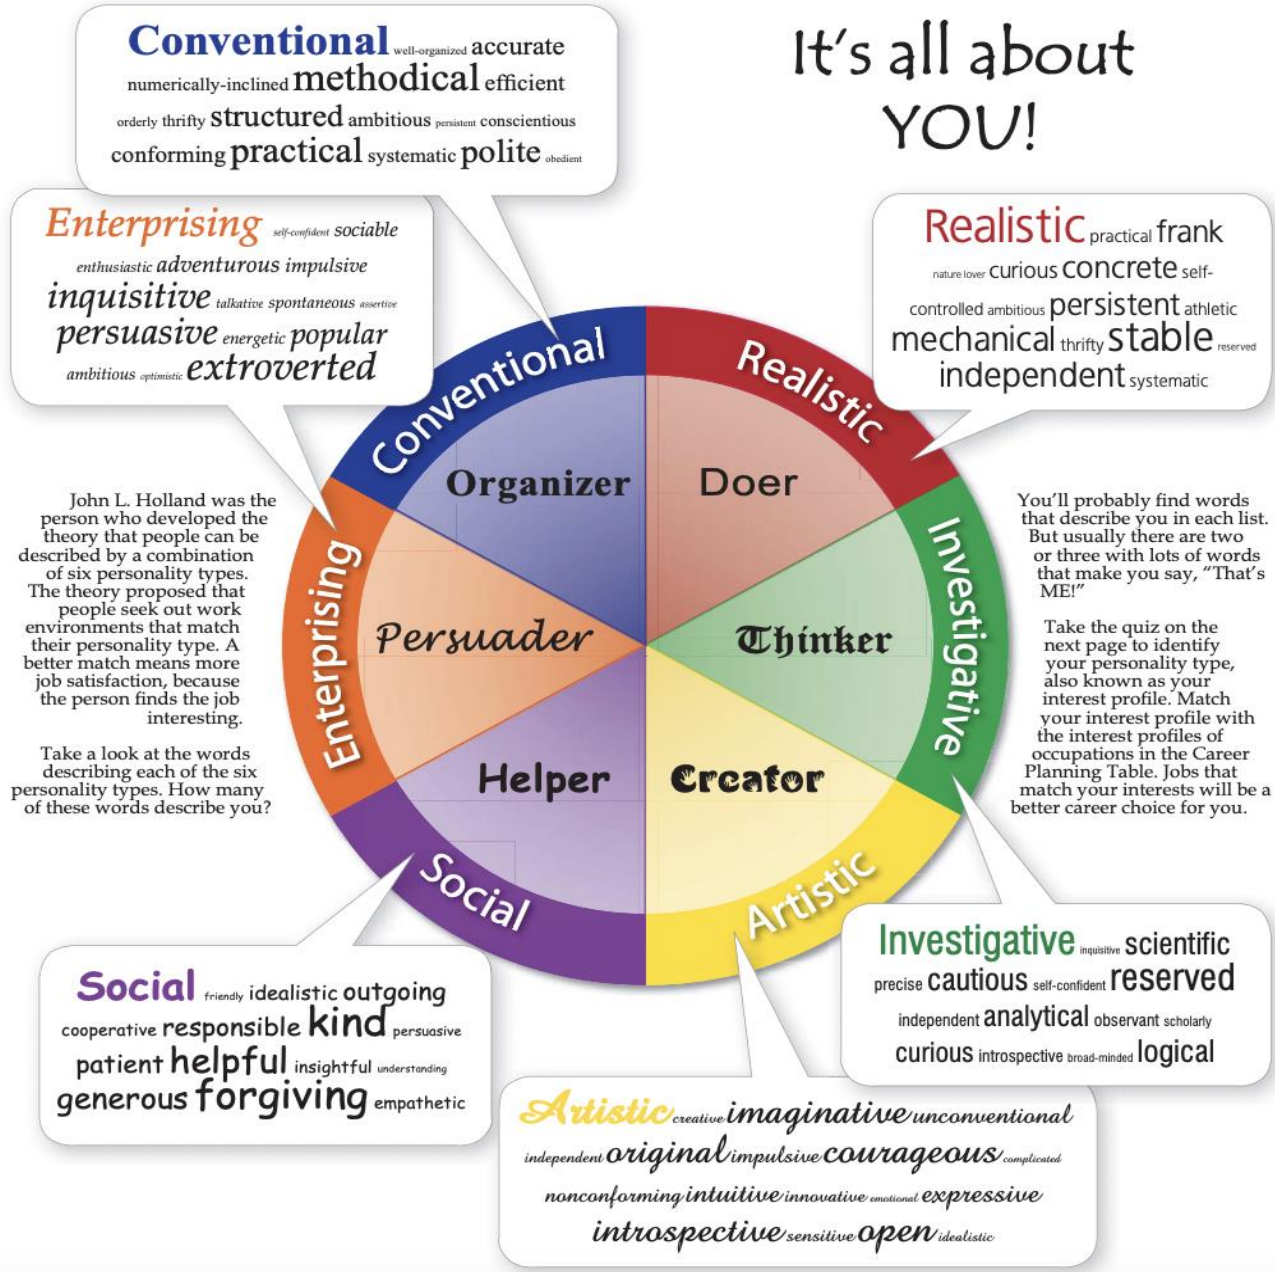 It's all about
YOU!
Conventional well-organized accurate
numerically-inclined methodical efficient
orderly thrifty structured ambitious persistent conscientious
conforming practical systematic polite obedient
Enterprising self-confident sociable
enthusiastic adventurous impulsive
inquisitive talkative spontaneous assertive
persuasive energetic popular
ambitious optimistic extroverted
Realistic practical frank
nature lover curious concrete self-
controlled ambitious persistent athletic
mechanical thrifty stable reserved
independent systematic
Conventional
Realistic
Organizer
Doer
Enterprising
Persuader
Thinker
Investigative
Helper
Creator
Social
Artistic
John L. Holland was the
person who developed the
theory that people can be
described by a combination
of six personality types.
The theory proposed that
people seek out work
environments that match
their personality type. A
better match means more
job satisfaction, because
the person finds the job
interesting.
Take a look at the words
describing each of the six
personality types. How many
of these words describe you?
You'll probably find words
that describe you in each list.
But usually there are two
or three with lots of words
that make you say, "That's
ME!"
Take the quiz on the
next page to identify
your personality type,
also known as your
interest profile. Match
your interest profile with
the interest profiles of
occupations in the Career
Planning Table. Jobs that
match your interests will be a
better career choice for you.
Social friendly idealistic outgoing
cooperative responsible kind persuasive
patient helpful insightful understanding
generous forgiving empathetic
Investigative inquisitive scientific
precise cautious self-confident reserved
independent analytical observant scholarly
curious introspective broad-minded logical
Artistic creative imaginative unconventional
independent original impulsive courageous complicated
nonconforming intuitive innovative emotional expressive
introspective sensitive open idealistic